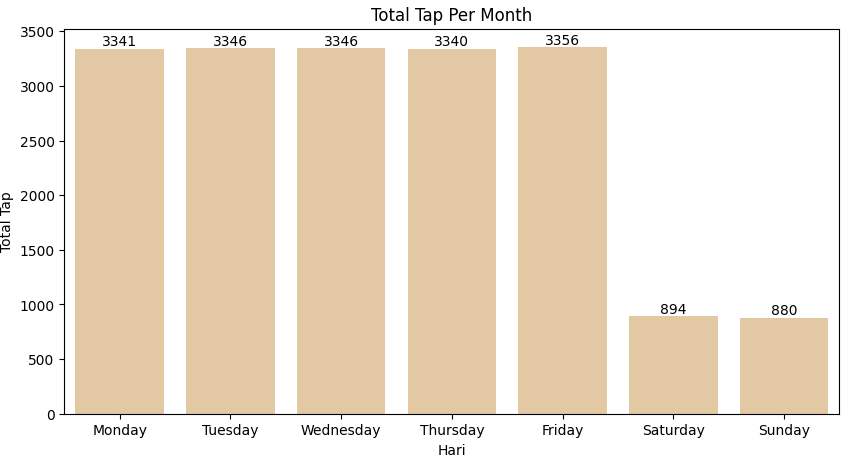 Total Tap Per Month
3341 3346 3346 3340 3356 894 880
3500
3000
2500
2000
1500
1000
500
0
Total Tap
Monday Tuesday Wednesday Thursday Friday Saturday Sunday
Hari